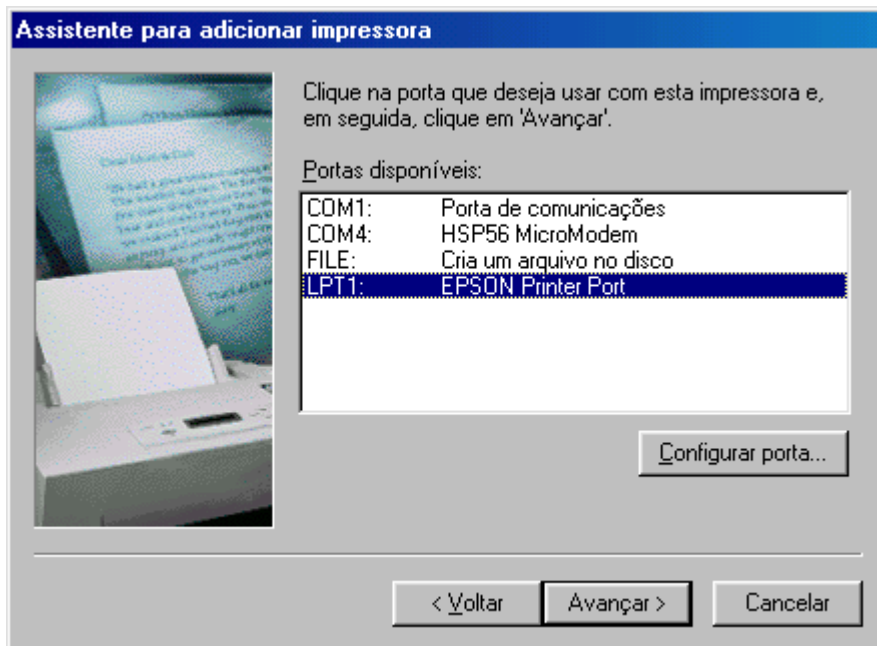 Assistente para adicionar impressora
Clique na porta que deseja usar com esta impressora e,
em seguida, clique em 'Avançar'.
Portas disponíveis:
COM1: Porta de comunicações
COM4: HSP56 MicroModem
FILE: Cria um arquivo no disco
LPT1: EPSON Printer Port
Configurar porta...
< Voltar Avançar > Cancelar